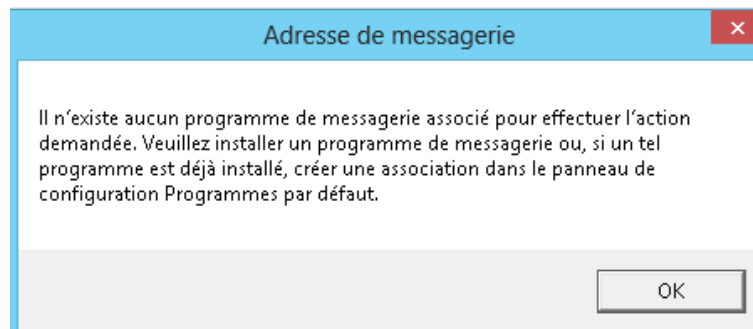 Adresse de messagerie
Il n'existe aucun programme de messagerie associé pour effectuer l'action
demandée. Veuillez installer un programme de messagerie ou, si un tel
programme est déjà installé, créer une association dans le panneau de
configuration Programmes par défaut.
OK